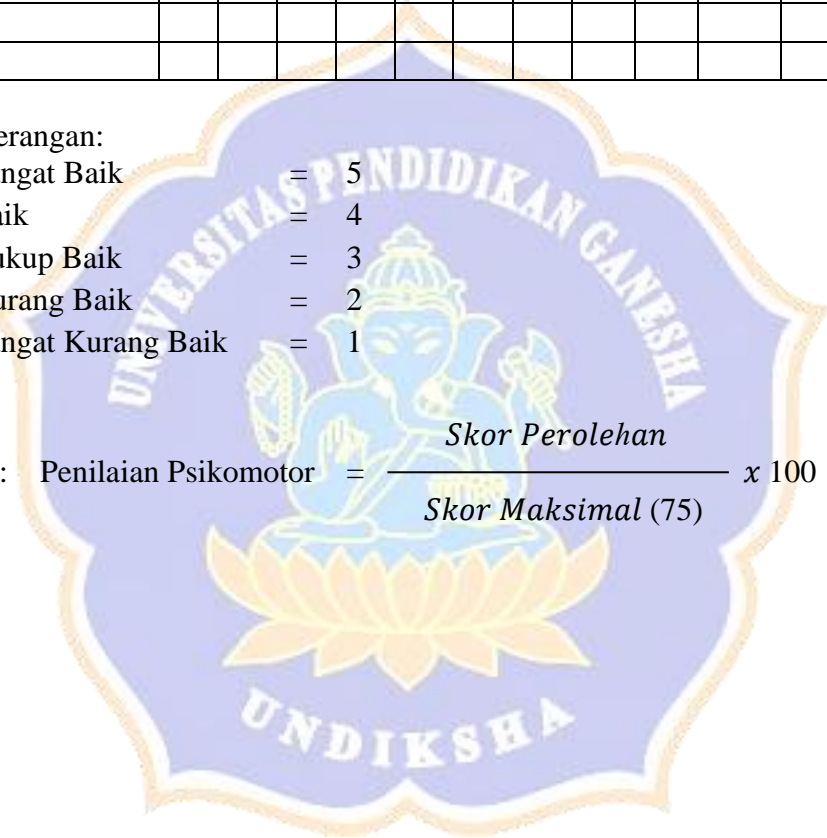 erangan:
ngat Baik = 5
aik = 4
ukup Baik = 3
urang Baik = 2
ngat Kurang Baik = 1
UNIVERSITAS PENDIDIKAN GANESHA
Skor Perolehan
: Penilaian Psikomotor = x 100
Skor Maksimal (75)
UNDIKSHA